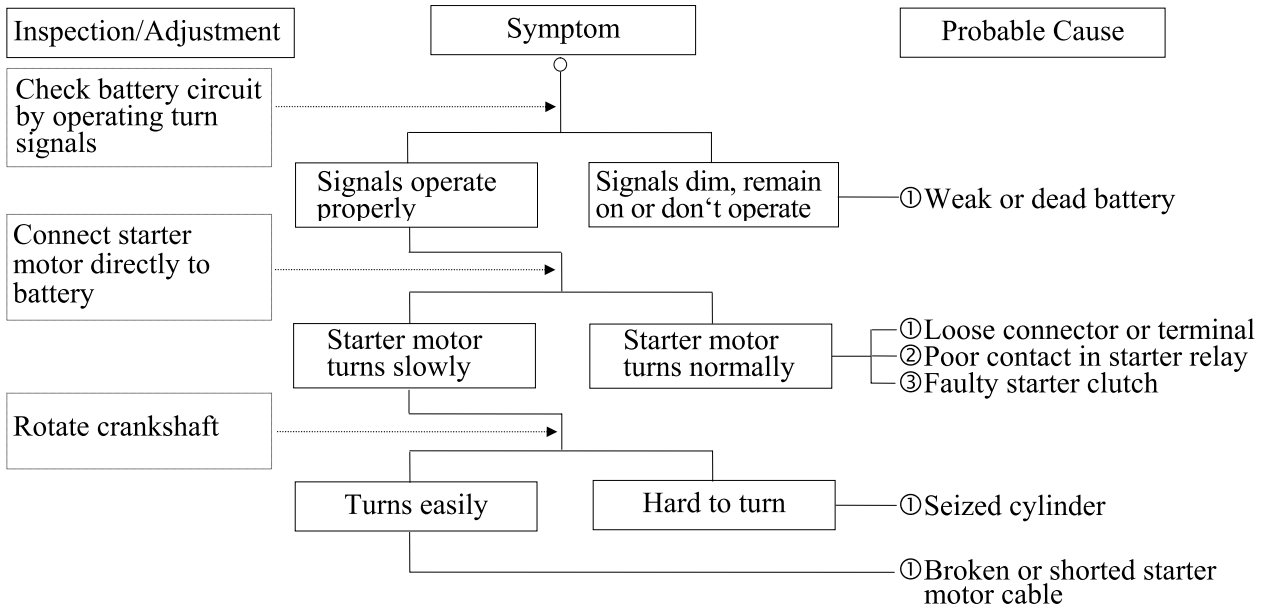 Inspection/Adjustment
Symptom
Probable Cause
Check battery circuit
by operating turn
signals
Signals operate
properly
Signals dim, remain
on or don‘t operate
①Weak or dead battery
Connect starter
motor directly to
battery
Starter motor
turns slowly
Starter motor
turns normally
①Loose connector or terminal
②Poor contact in starter relay
③Faulty starter clutch
Rotate crankshaft
Turns easily
Hard to turn
①Seized cylinder
①Broken or shorted starter
motor cable